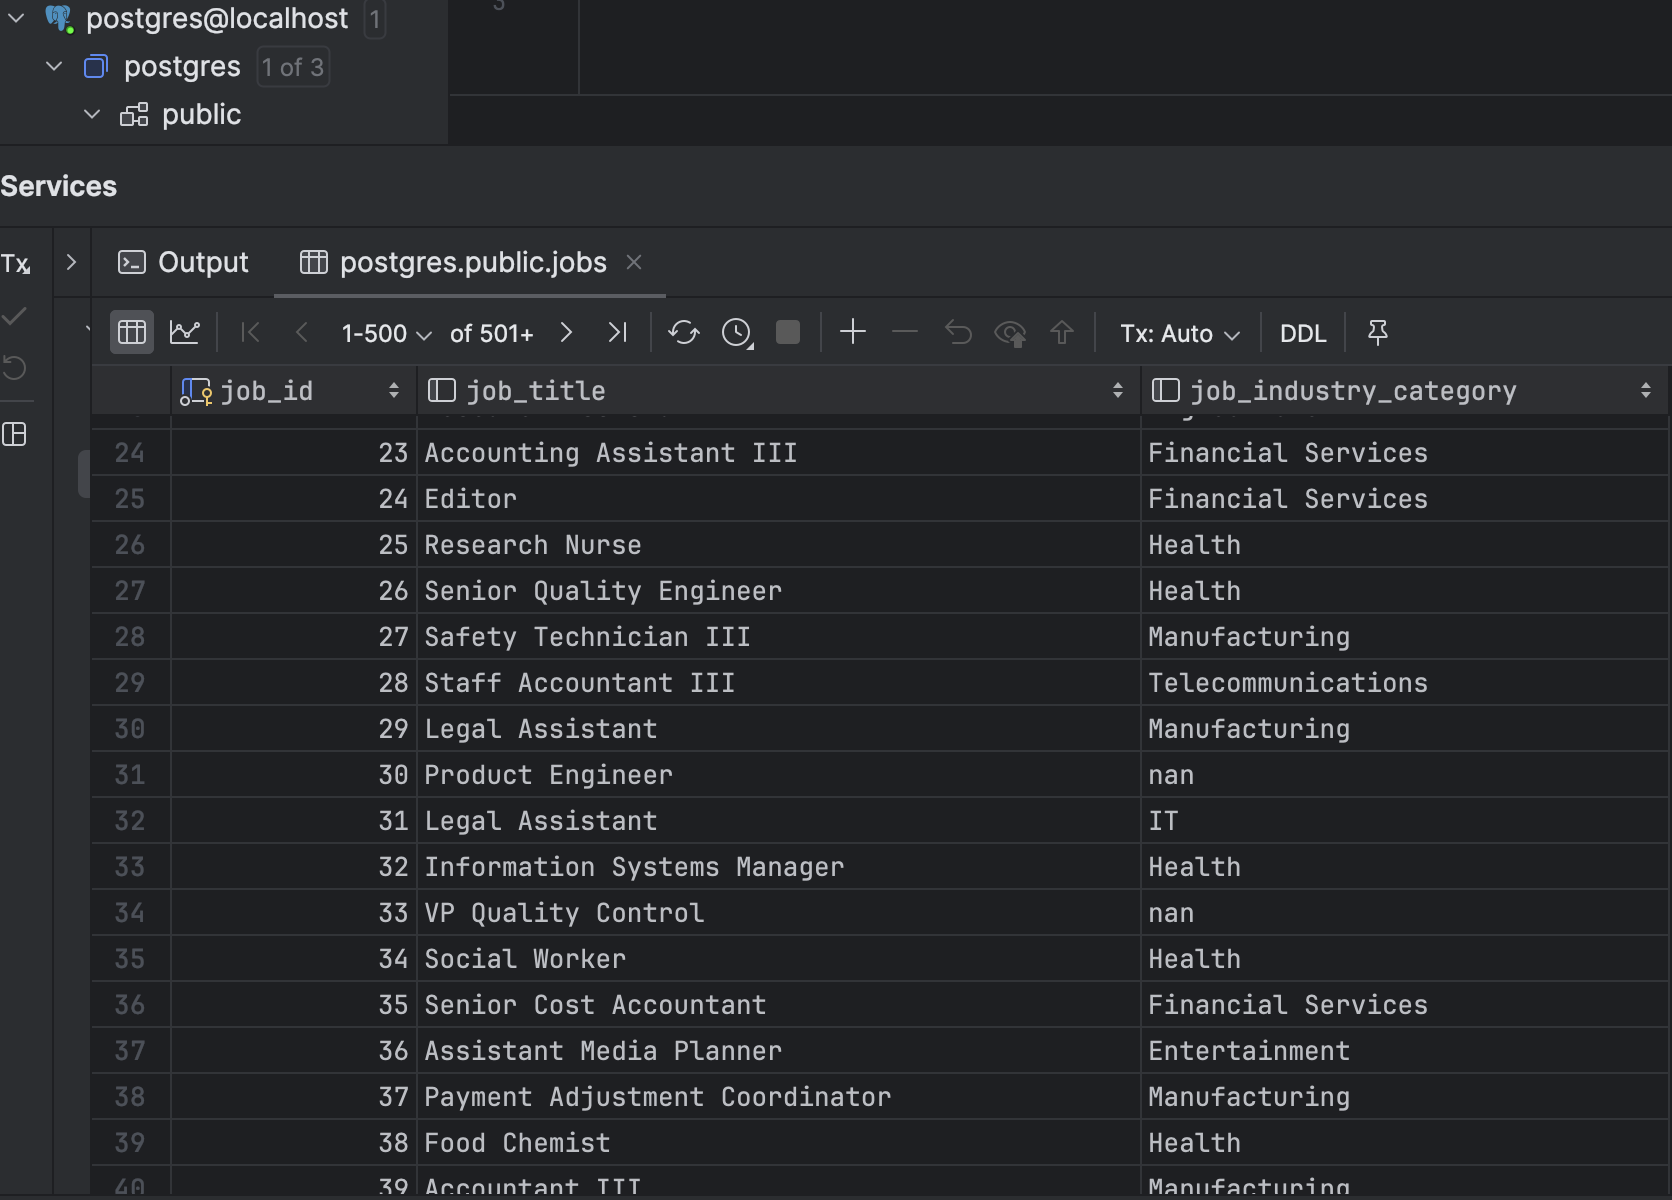 3
postgres@localhost 1
postgres 1 of 3
public
Services
Tx Output postgres.public.jobs
1-500 of 501+ Tx: Auto DDL
job_id job_title job_industry_category
24 23 Accounting Assistant III Financial Services
25 24 Editor Financial Services
26 25 Research Nurse Health
27 26 Senior Quality Engineer Health
28 27 Safety Technician III Manufacturing
29 28 Staff Accountant III Telecommunications
30 29 Legal Assistant Manufacturing
31 30 Product Engineer nan
32 31 Legal Assistant IT
33 32 Information Systems Manager Health
34 33 VP Quality Control nan
35 34 Social Worker Health
36 35 Senior Cost Accountant Financial Services
37 36 Assistant Media Planner Entertainment
38 37 Payment Adjustment Coordinator Manufacturing
39 38 Food Chemist Health
40 39 Accountant III Manufacturing